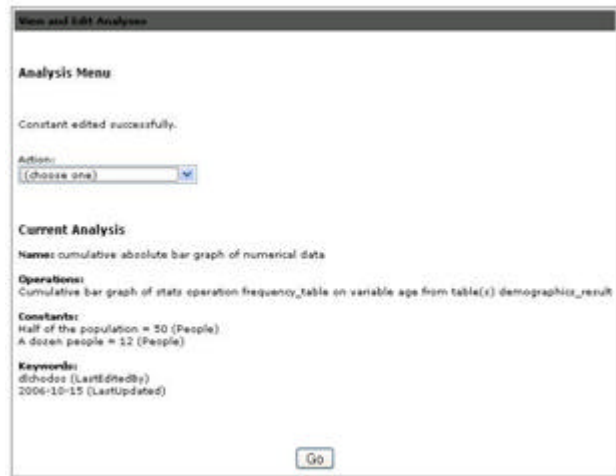 View and Edit Analyses
Analysis Menu
Constant edited successfully.
Action:
(choose one)
Current Analysis
Name: cumulative absolute bar graph of numerical data
Operations:
Cumulative bar graph of stats operation frequency_table on variable age from table(s) demographics_result
Constants:
Half of the population = 50 (People)
A dozen people = 12 (People)
Keywords:
(LastEditedBy)
2006-10-15 (LastUpdated)
Go